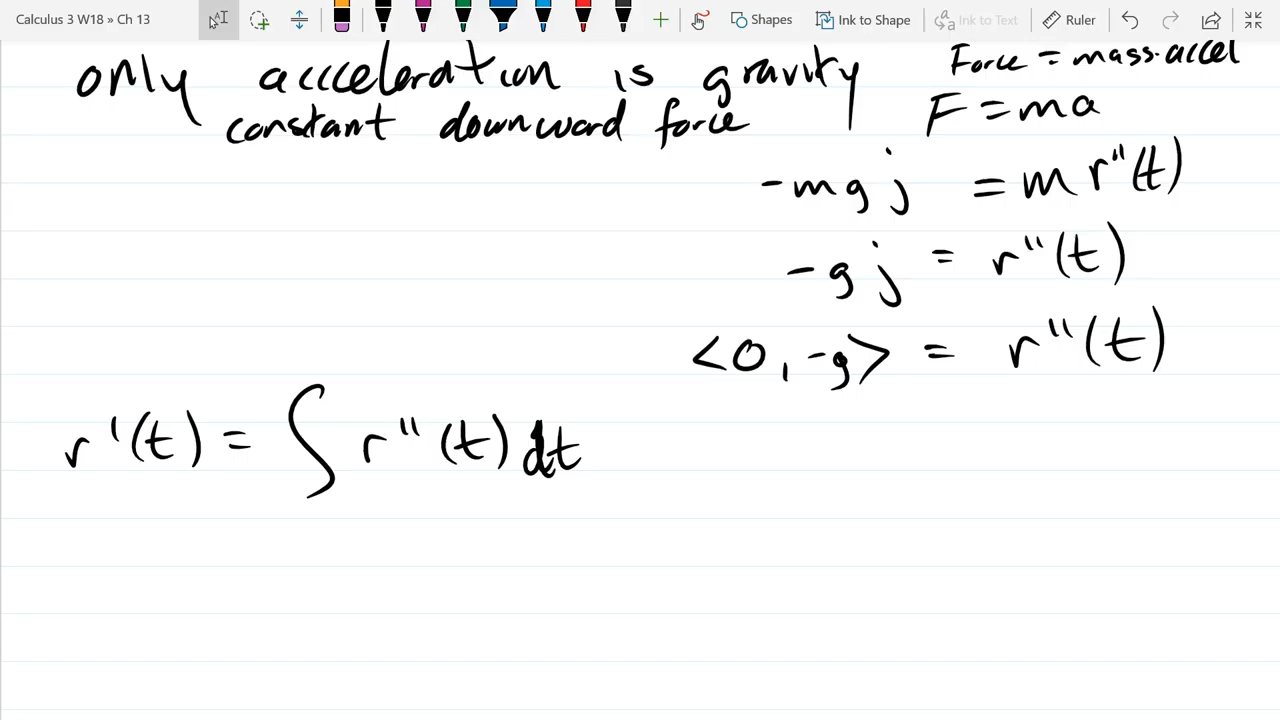 Calculus 3 W18 » Ch 13
Shapes
Ink to Shape
Ink to Text
Ruler
only accceleration is gravity
constant downward force
Force = mass·accel
F = ma
-mg j = m r"(t)
-g j = r"(t)
<0, -g> = r"(t)
r'(t) = ∫ r"(t) dt